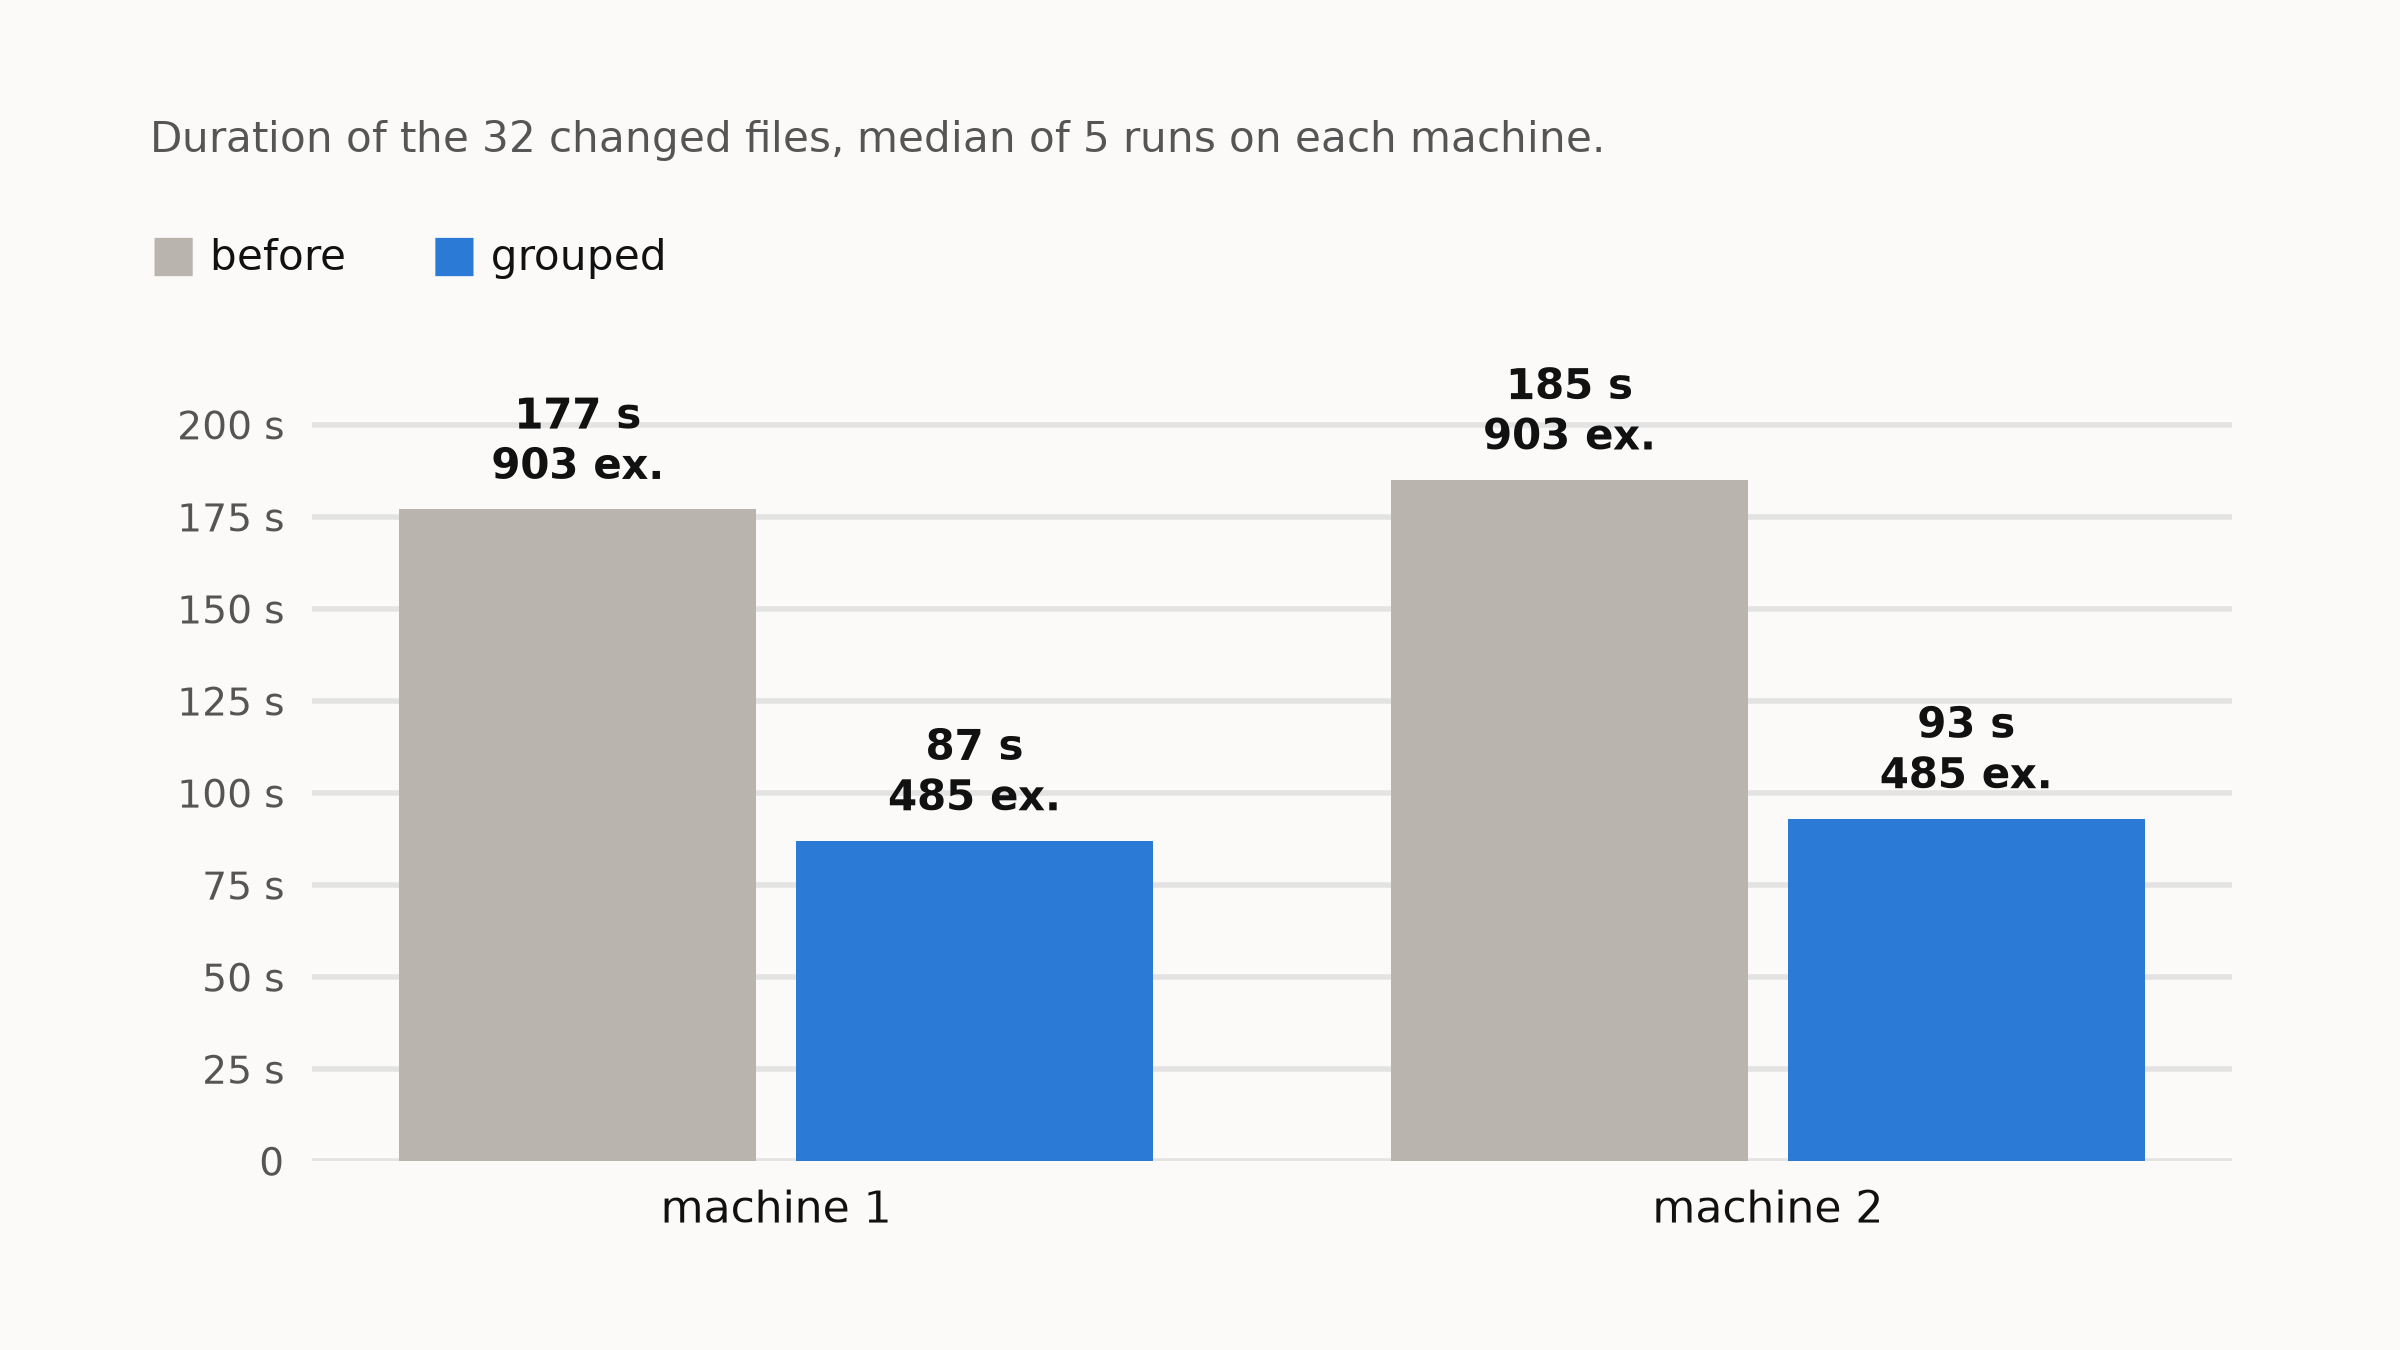 Duration of the 32 changed files, median of 5 runs on each machine.
before
grouped
200 s
175 s
150 s
125 s
100 s
75 s
50 s
25 s
0
177 s
903 ex.
87 s
485 ex.
185 s
903 ex.
93 s
485 ex.
machine 1
machine 2